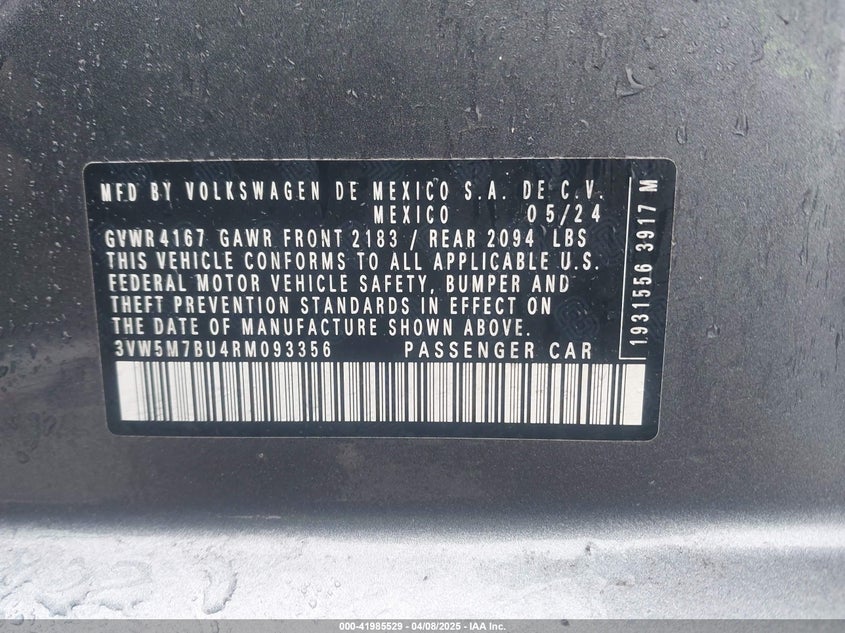 MFD BY VOLKSWAGEN DE MEXICO S.A. DE C.V.
MEXICO 05/24
GVWR4167 GAWR FRONT 2183 / REAR 2094 LBS
THIS VEHICLE CONFORMS TO ALL APPLICABLE U.S.
FEDERAL MOTOR VEHICLE SAFETY, BUMPER AND
THEFT PREVENTION STANDARDS IN EFFECT ON
THE DATE OF MANUFACTURE SHOWN ABOVE.
3VW5M7BU4RM093356 PASSENGER CAR
1931556 3917 M
000-41985529 - 04/08/2025 - IAA Inc.